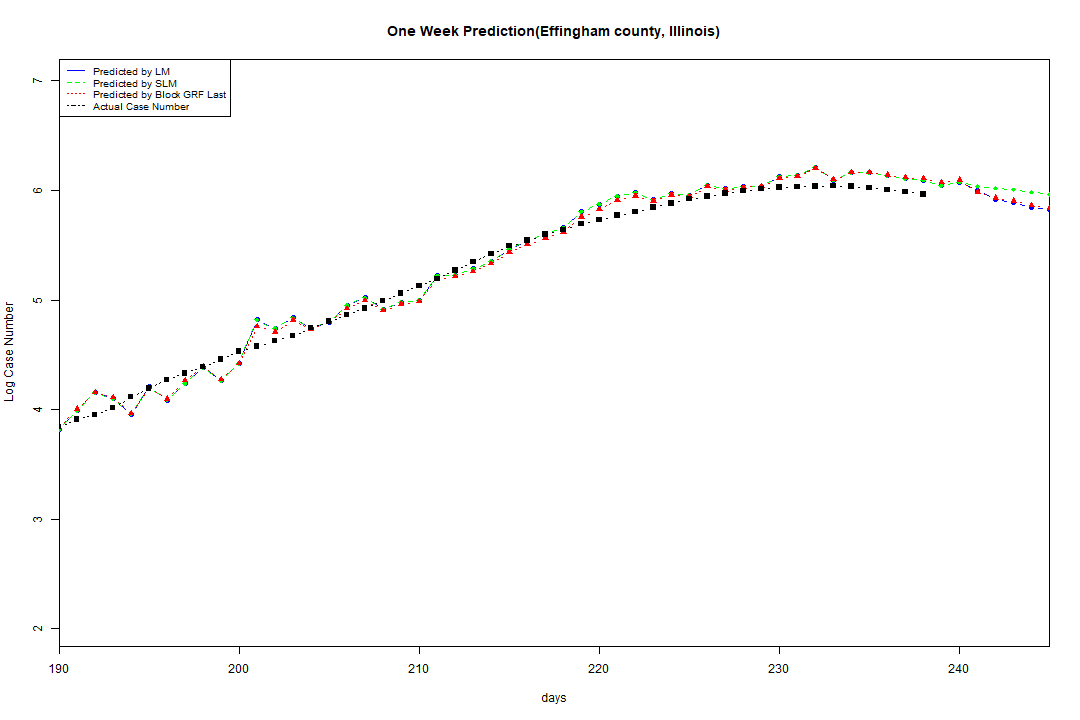 One Week Prediction(Effingham county, Illinois)
Predicted by LM
Predicted by SLM
Predicted by Block GRF Last
Actual Case Number
7
6
5
4
3
2
Log Case Number
190 200 210 220 230 240
days